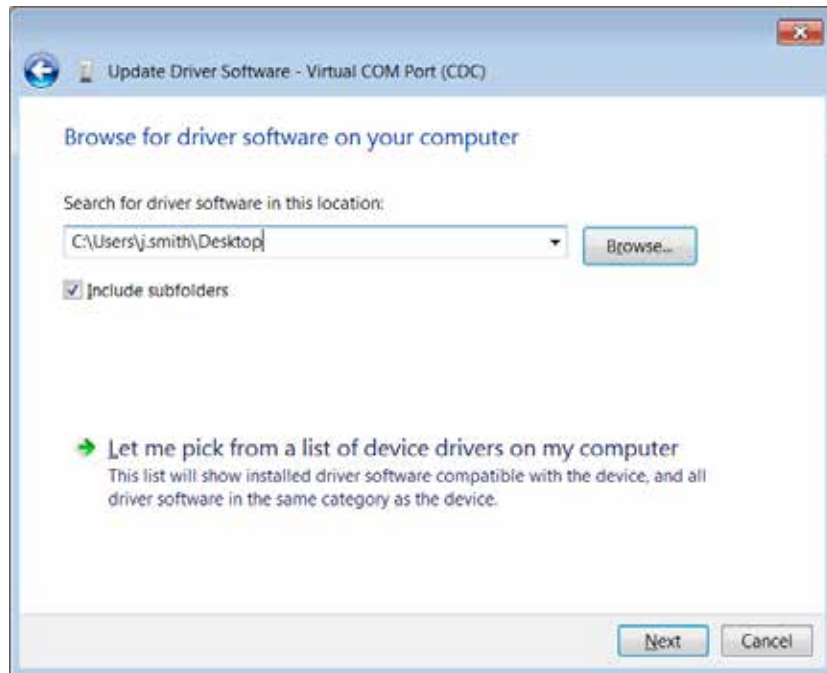 Update Driver Software - Virtual COM Port (CDC)
Browse for driver software on your computer
Search for driver software in this location:
C:\Users\j.smith\Desktop
Browse...
Include subfolders
Let me pick from a list of device drivers on my computer
This list will show installed driver software compatible with the device, and all
driver software in the same category as the device.
Next Cancel